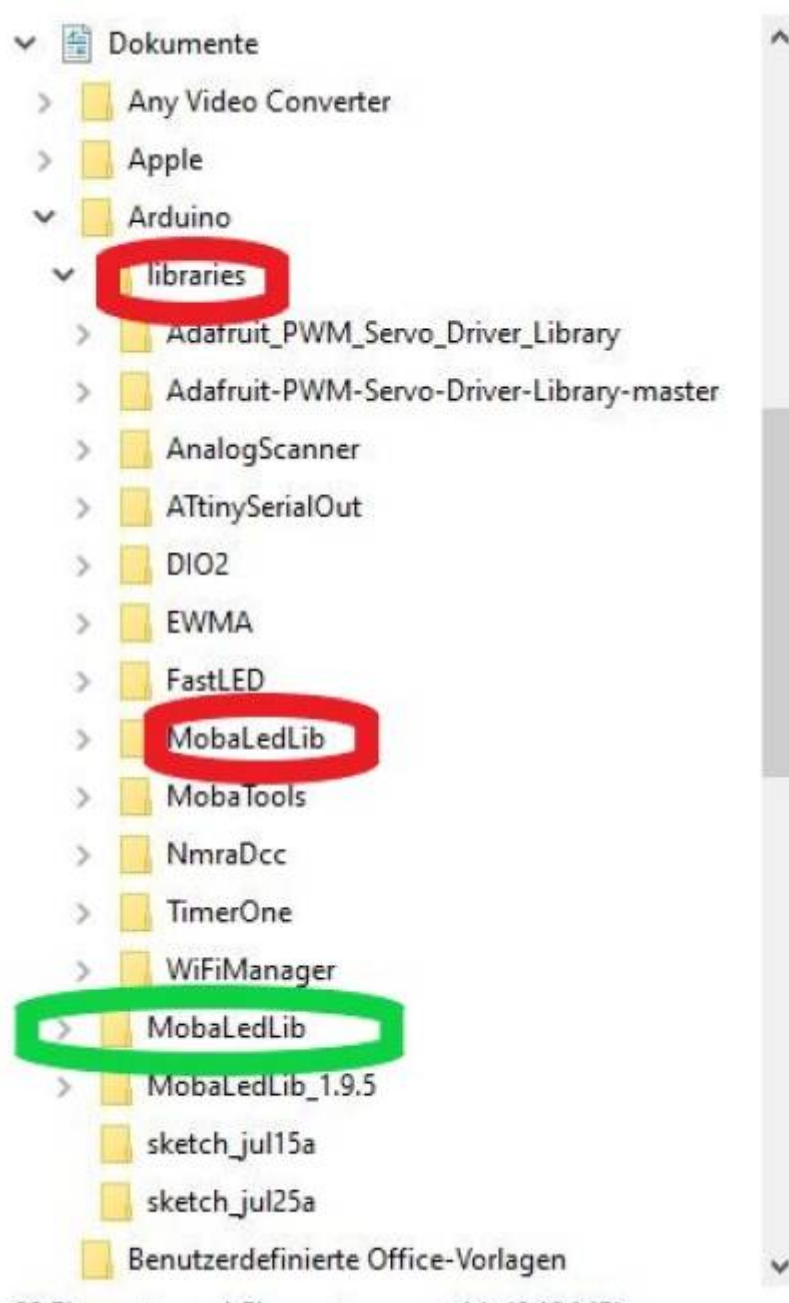 Dokumente
Any Video Converter
Apple
Arduino
libraries
Adafruit_PWM_Servo_Driver_Library
Adafruit-PWM-Servo-Driver-Library-master
AnalogScanner
ATtinySerialOut
DIO2
EWMA
FastLED
MobaLedLib
MobaTools
NmraDcc
TimerOne
WiFiManager
MobaLedLib
MobaLedLib_1.9.5
sketch_jul15a
sketch_jul25a
Benutzerdefinierte Office-Vorlagen